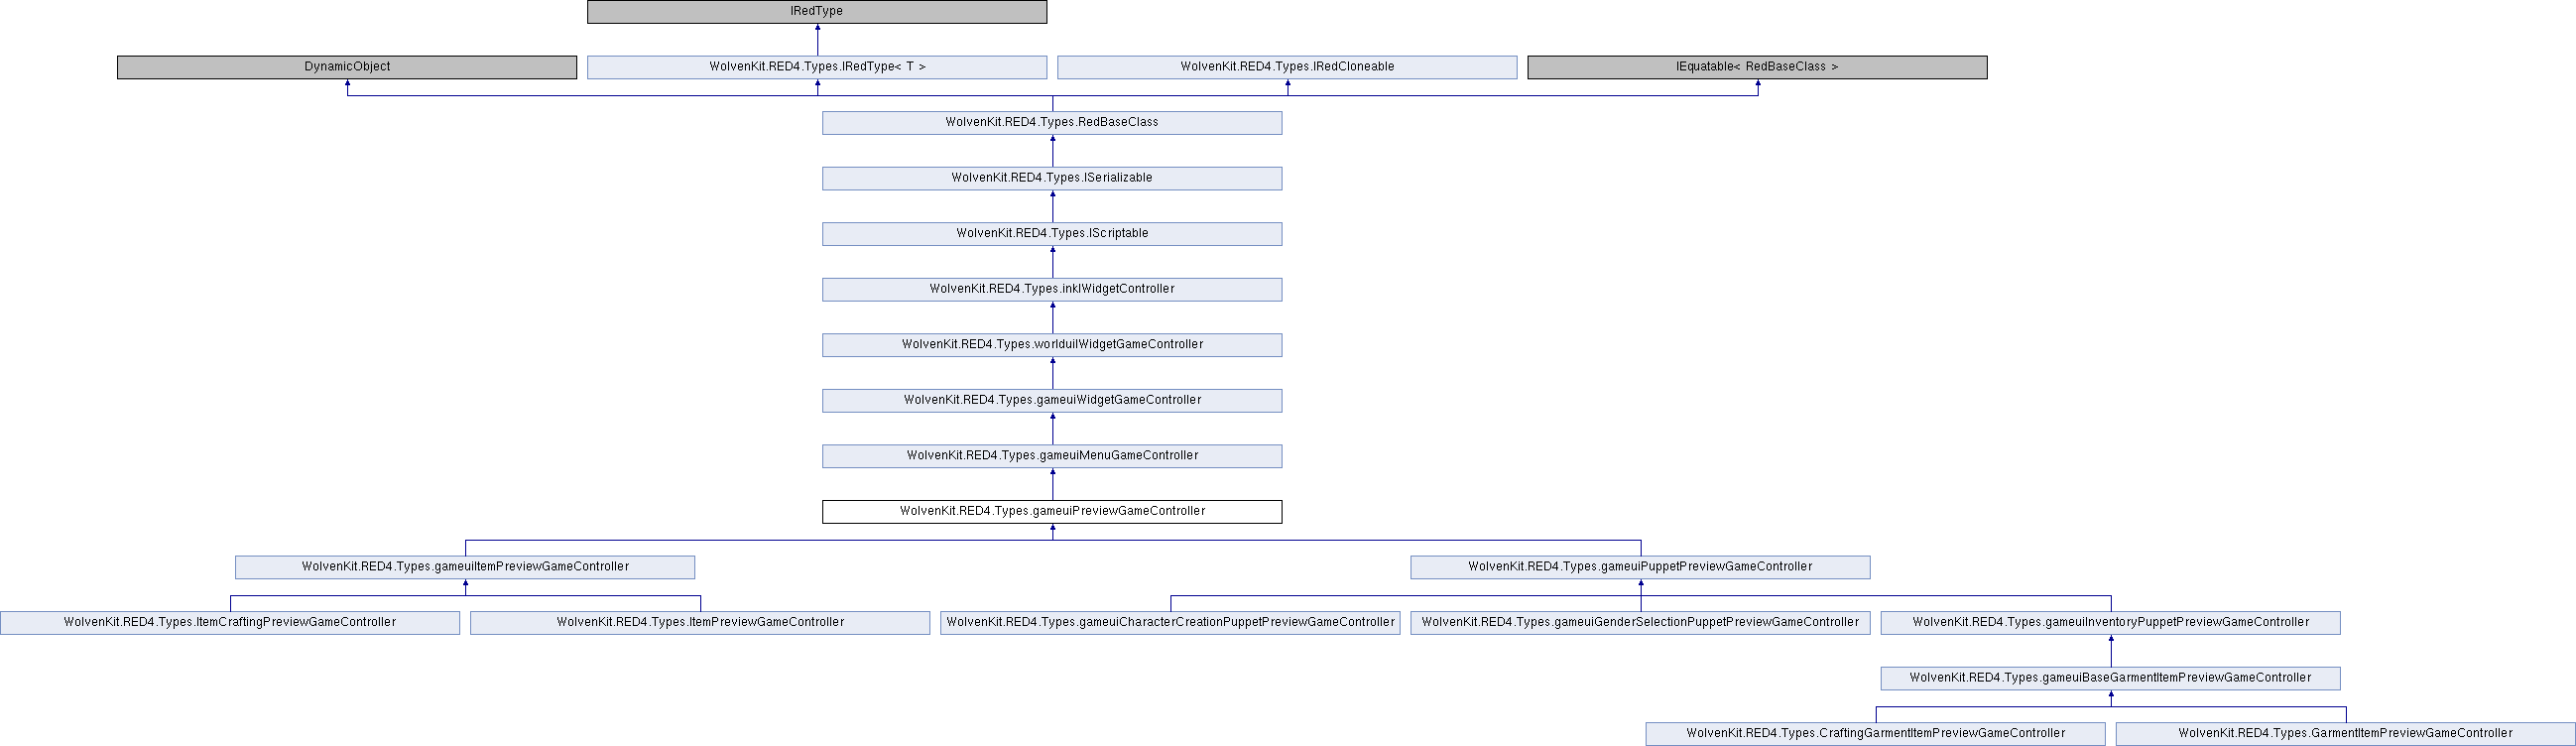 IRedType
DynamicObject
WolvenKit.RED4.Types.IRedType< T >
WolvenKit.RED4.Types.IRedCloneable
IEquatable< RedBaseClass >
WolvenKit.RED4.Types.RedBaseClass
WolvenKit.RED4.Types.ISerializable
WolvenKit.RED4.Types.IScriptable
WolvenKit.RED4.Types.inkIWidgetController
WolvenKit.RED4.Types.worlduiIWidgetGameController
WolvenKit.RED4.Types.gameuiWidgetGameController
WolvenKit.RED4.Types.gameuiMenuGameController
WolvenKit.RED4.Types.gameuiPreviewGameController
WolvenKit.RED4.Types.gameuiItemPreviewGameController
WolvenKit.RED4.Types.gameuiPuppetPreviewGameController
WolvenKit.RED4.Types.ItemCraftingPreviewGameController
WolvenKit.RED4.Types.ItemPreviewGameController
WolvenKit.RED4.Types.gameuiCharacterCreationPuppetPreviewGameController
WolvenKit.RED4.Types.gameuiGenderSelectionPuppetPreviewGameController
WolvenKit.RED4.Types.gameuiInventoryPuppetPreviewGameController
WolvenKit.RED4.Types.gameuiBaseGarmentItemPreviewGameController
WolvenKit.RED4.Types.CraftingGarmentItemPreviewGameController
WolvenKit.RED4.Types.GarmentItemPreviewGameController